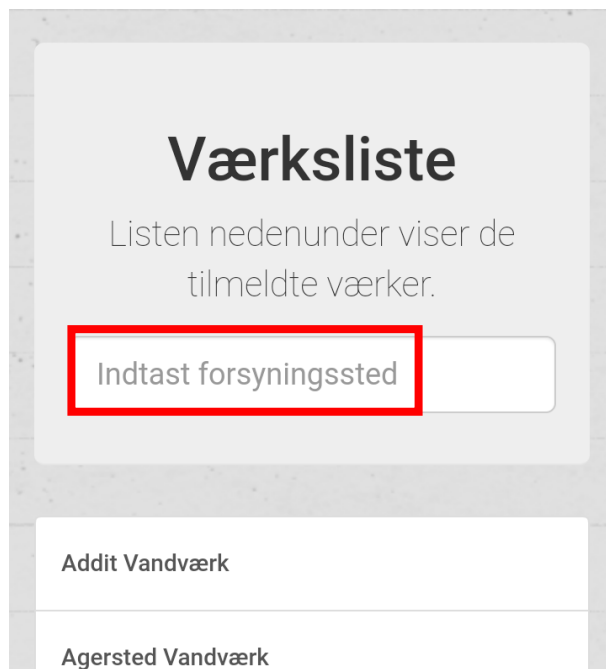 Værksliste
Listen nedenunder viser de
tilmeldte værker.
Indtast forsyningssted
Addit Vandværk
Agersted Vandværk